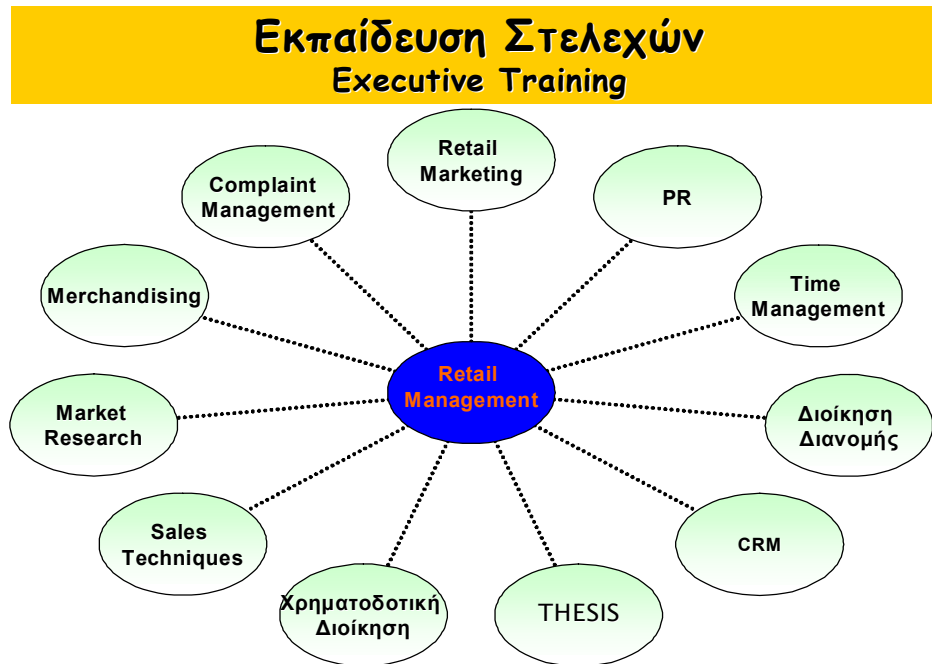 Εκπαίδευση Στελεχών
Executive Training
Retail
Marketing
Complaint
Management
PR
Merchandising
Time
Management
Retail
Management
Market
Research
Διοίκηση
Διανομής
Sales
Techniques
CRM
Χρηματοδοτική
Διοίκηση
THESIS